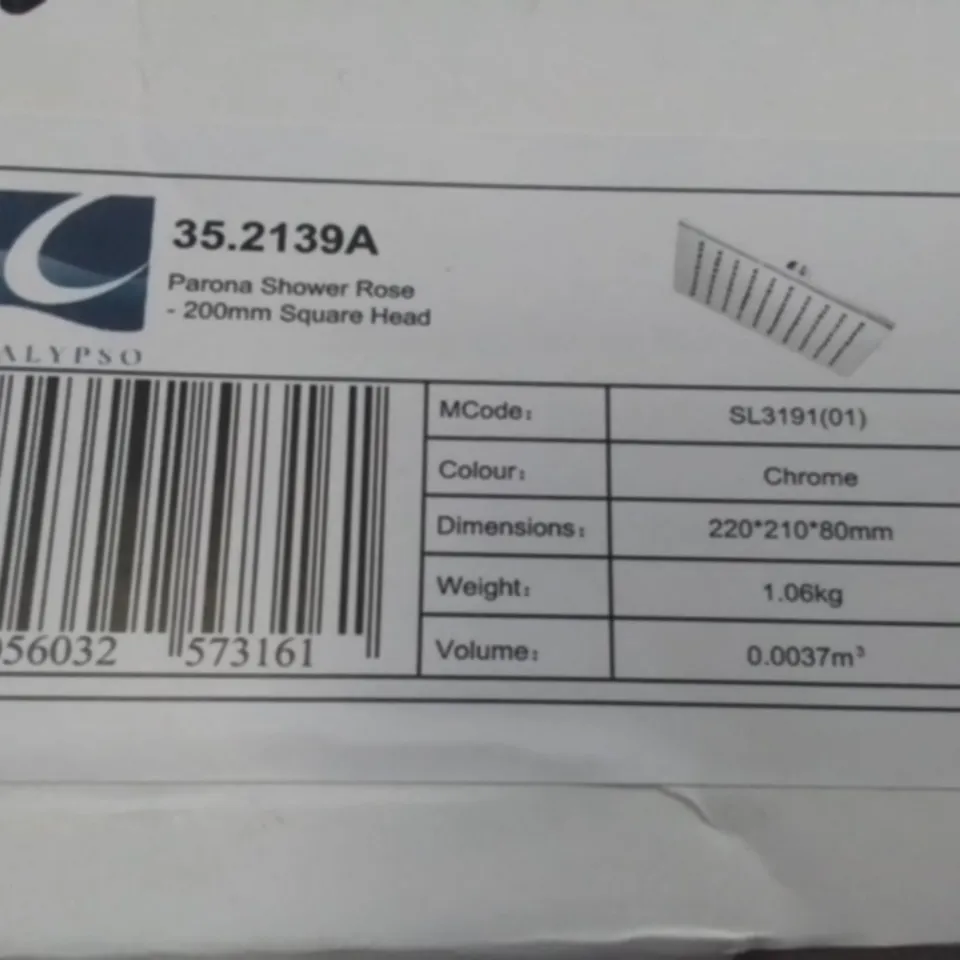 35.2139A
Parona Shower Rose
- 200mm Square Head
ALYPSO
MCode: SL3191(01)
Colour: Chrome
Dimensions: 220*210*80mm
Weight: 1.06kg
Volume: 0.0037m³
56032 573161